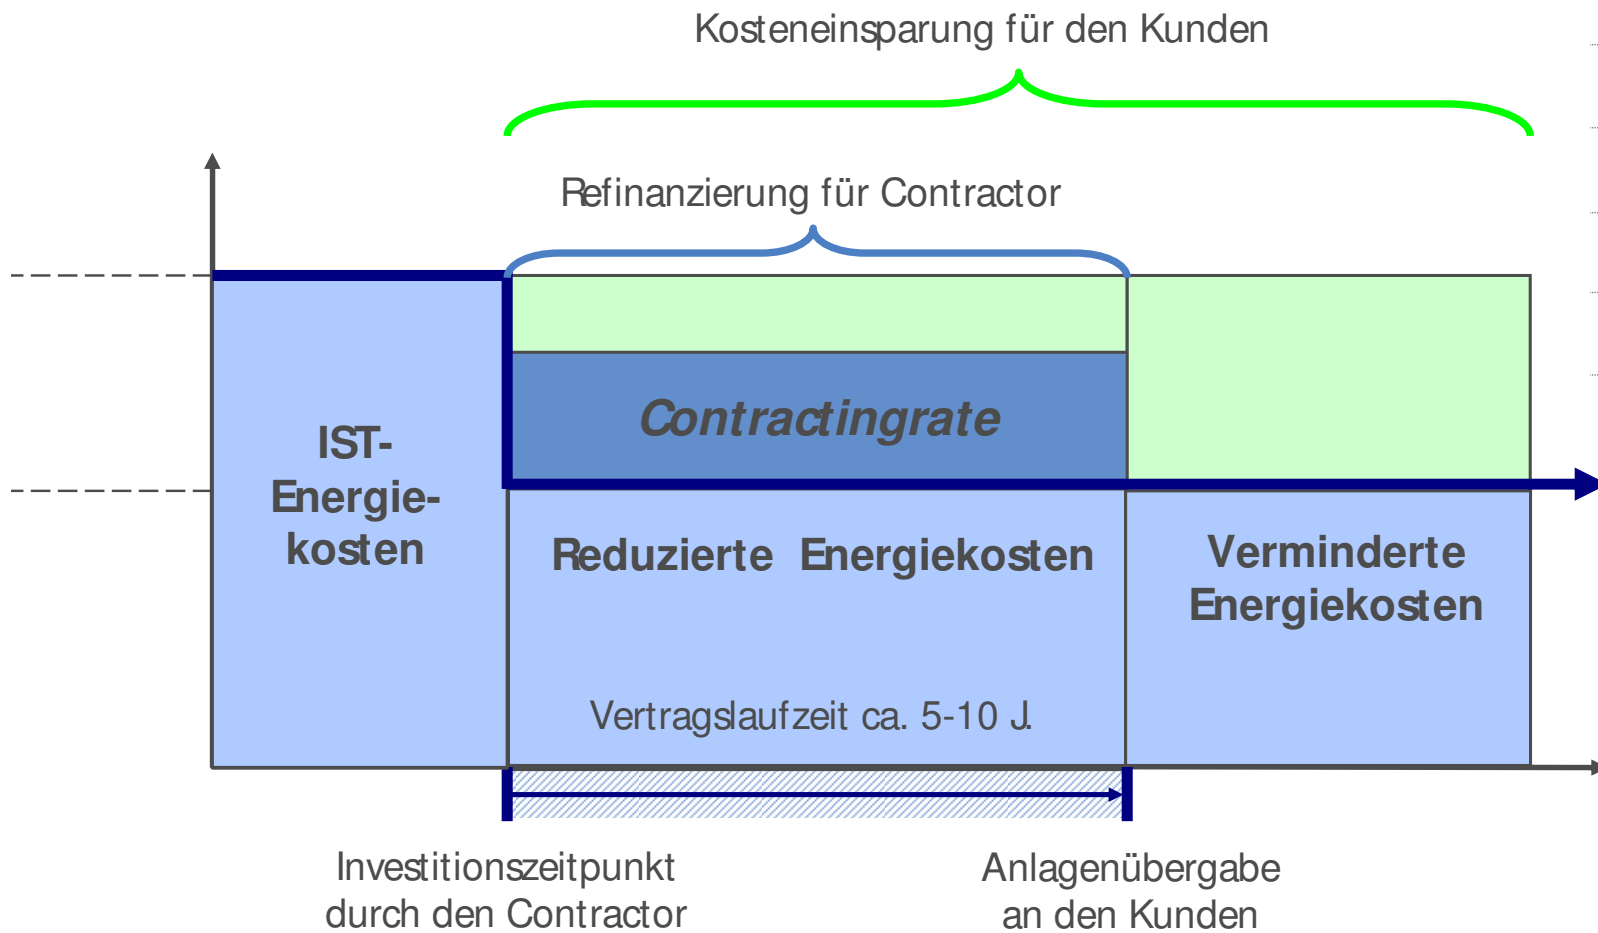 Kosteneinsparung für den Kunden
Refinanzierung für Contractor
Contractingrate
IST-
Energie-
kosten
Reduzierte Energiekosten
Verminderte
Energiekosten
Vertragslaufzeit ca. 5-10 J.
Investitionszeitpunkt
durch den Contractor
Anlagenübergabe
an den Kunden